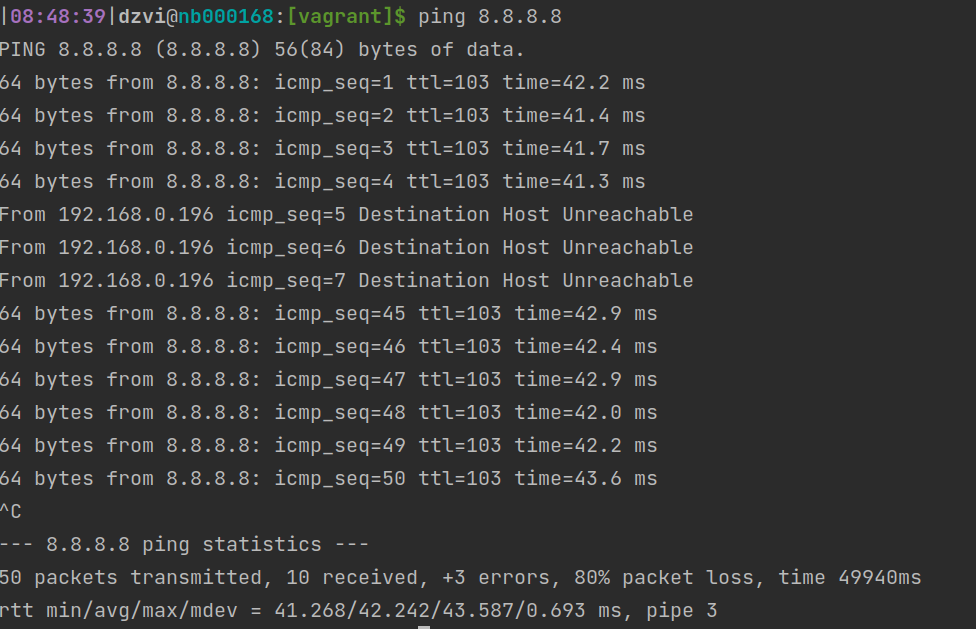 |08:48:39|dzvi@nb000168:[vagrant]$ ping 8.8.8.8
PING 8.8.8.8 (8.8.8.8) 56(84) bytes of data.
64 bytes from 8.8.8.8: icmp_seq=1 ttl=103 time=42.2 ms
64 bytes from 8.8.8.8: icmp_seq=2 ttl=103 time=41.4 ms
64 bytes from 8.8.8.8: icmp_seq=3 ttl=103 time=41.7 ms
64 bytes from 8.8.8.8: icmp_seq=4 ttl=103 time=41.3 ms
From 192.168.0.196 icmp_seq=5 Destination Host Unreachable
From 192.168.0.196 icmp_seq=6 Destination Host Unreachable
From 192.168.0.196 icmp_seq=7 Destination Host Unreachable
64 bytes from 8.8.8.8: icmp_seq=45 ttl=103 time=42.9 ms
64 bytes from 8.8.8.8: icmp_seq=46 ttl=103 time=42.4 ms
64 bytes from 8.8.8.8: icmp_seq=47 ttl=103 time=42.9 ms
64 bytes from 8.8.8.8: icmp_seq=48 ttl=103 time=42.0 ms
64 bytes from 8.8.8.8: icmp_seq=49 ttl=103 time=42.2 ms
64 bytes from 8.8.8.8: icmp_seq=50 ttl=103 time=43.6 ms
^C
--- 8.8.8.8 ping statistics ---
50 packets transmitted, 10 received, +3 errors, 80% packet loss, time 49940ms
rtt min/avg/max/mdev = 41.268/42.242/43.587/0.693 ms, pipe 3